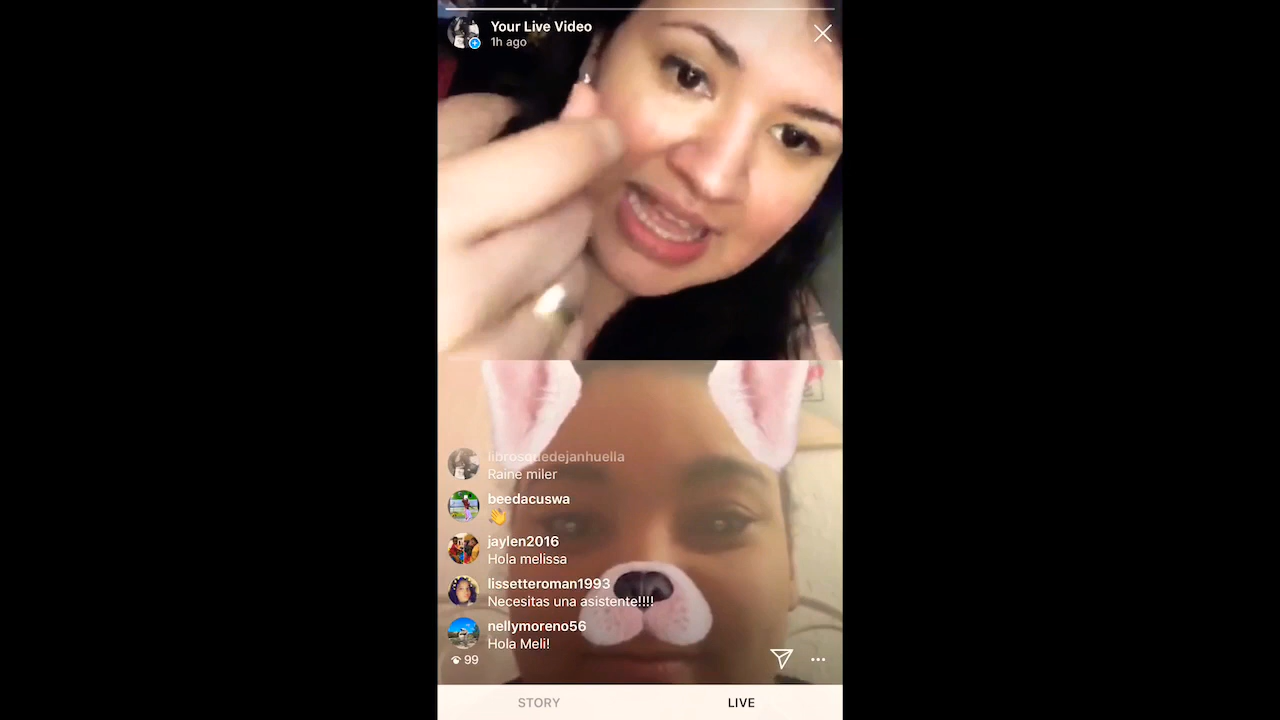 Your Live Video
1h ago
librosquedejanhuella
Raine miler
beedacuswa
👋
jaylen2016
Hola melissa
lissetteroman1993
Necesitas una asistente!!!!
nellymoreno56
Hola Meli!
99
STORY
LIVE